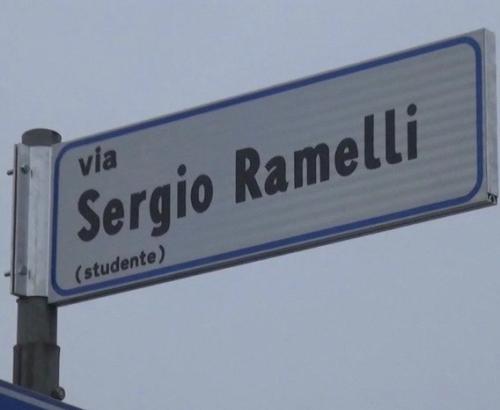 via
Sergio Ramelli
(studente)